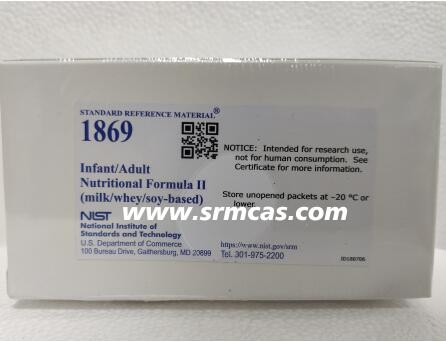 STANDARD REFERENCE MATERIAL®
1869
Infant/Adult
Nutritional Formula II
(milk/whey/soy-based)
NIST
National Institute of
Standards and Technology
U.S. Department of Commerce
100 Bureau Drive, Gaithersburg, MD 20899
NOTICE: Intended for research use,
not for human consumption. See
Certificate for more information.
Store unopened packets at –20 °C or
lower.
www.srmcas.com
https://www.nist.gov/srm
Tel. 301-975-2200